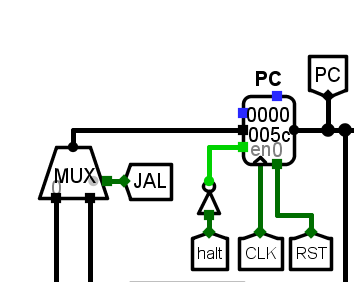 PC
PC
0000
005c
en0
MUX
0
JAL
halt
CLK
RST